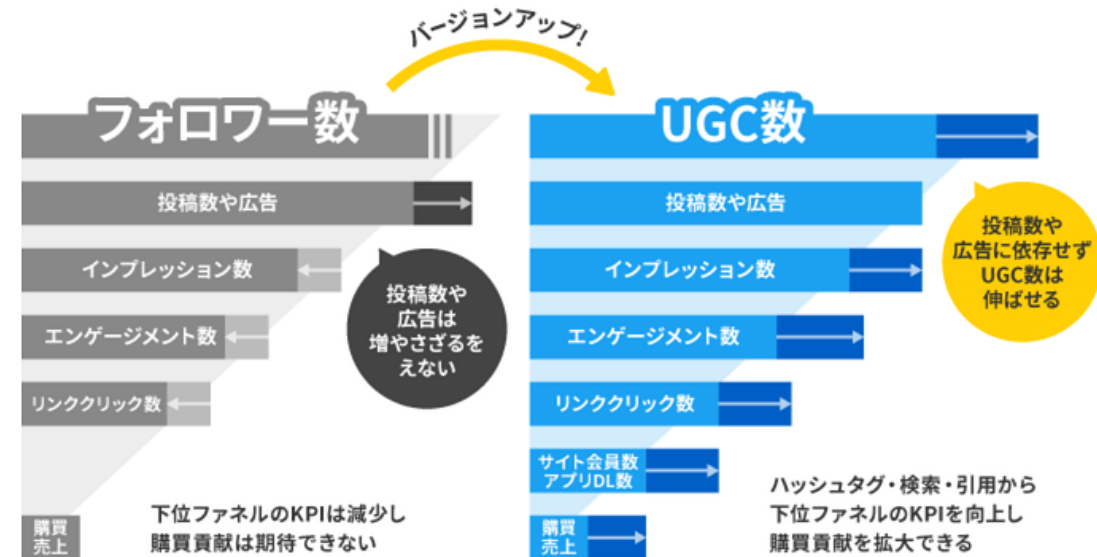 バージョンアップ!
フォロワー数
投稿数や広告
インプレッション数
エンゲージメント数
リンククリック数
購買
売上
投稿数や
広告は
増やさざるを
えない
下位ファネルのKPIは減少し
購買貢献は期待できない
UGC数
投稿数や広告
インプレッション数
エンゲージメント数
リンククリック数
サイト会員数
アプリDL数
購買
売上
投稿数や
広告に依存せず
UGC数は
伸ばせる
ハッシュタグ・検索・引用から
下位ファネルのKPIを向上し
購買貢献を拡大できる